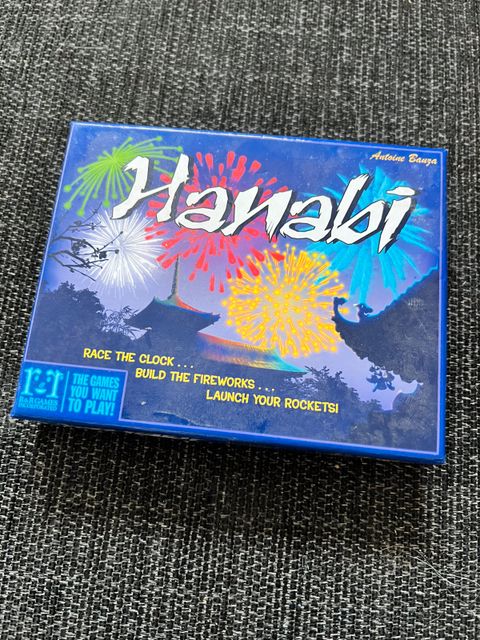 Antoine Bauza
Hanabi
RACE THE CLOCK . . .
BUILD THE FIREWORKS . . .
LAUNCH YOUR ROCKETS!
R&R GAMES
INCORPORATED
THE GAMES
YOU WANT
TO PLAY!